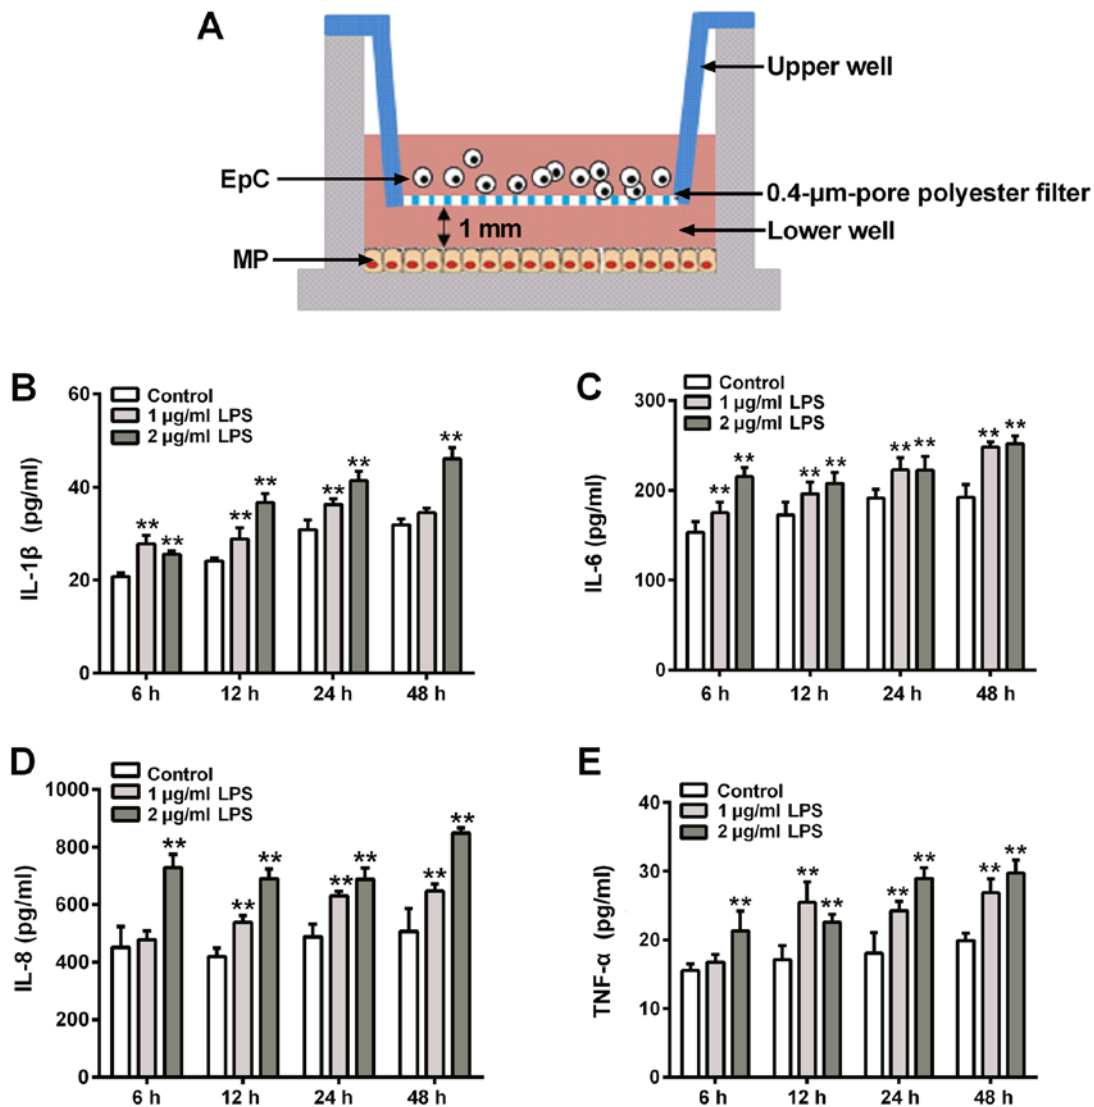 A
Upper well
EpC
0.4-µm-pore polyester filter
1 mm
Lower well
MP
B
Control
1 µg/ml LPS
2 µg/ml LPS
IL-1β (pg/ml)
60
40
20
0
** ** ** ** ** ** **
6 h 12 h 24 h 48 h
C
Control
1 µg/ml LPS
2 µg/ml LPS
IL-6 (pg/ml)
300
200
100
0
** ** ** ** ** ** ** **
6 h 12 h 24 h 48 h
D
Control
1 µg/ml LPS
2 µg/ml LPS
IL-8 (pg/ml)
1000
800
600
400
200
0
** ** ** ** ** ** **
6 h 12 h 24 h 48 h
E
Control
1 µg/ml LPS
2 µg/ml LPS
TNF-α (pg/ml)
40
30
20
10
0
** ** ** ** ** ** **
6 h 12 h 24 h 48 h